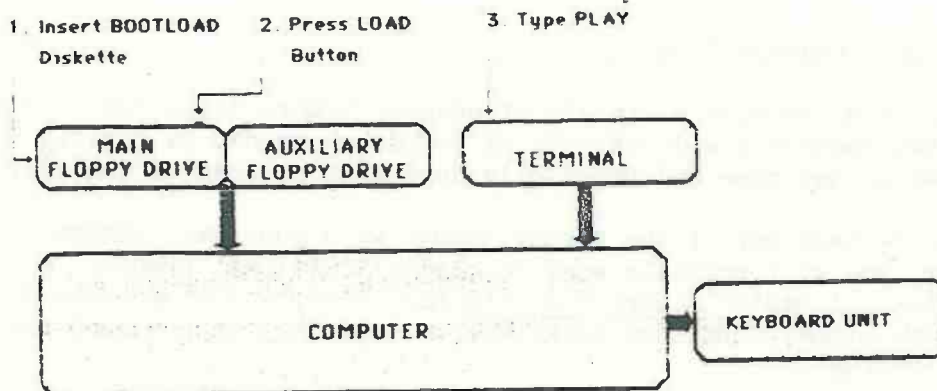 1. Insert BOOTLOAD
Diskette
2. Press LOAD
Button
3. Type PLAY
MAIN
FLOPPY DRIVE
AUXILIARY
FLOPPY DRIVE
TERMINAL
COMPUTER
KEYBOARD UNIT